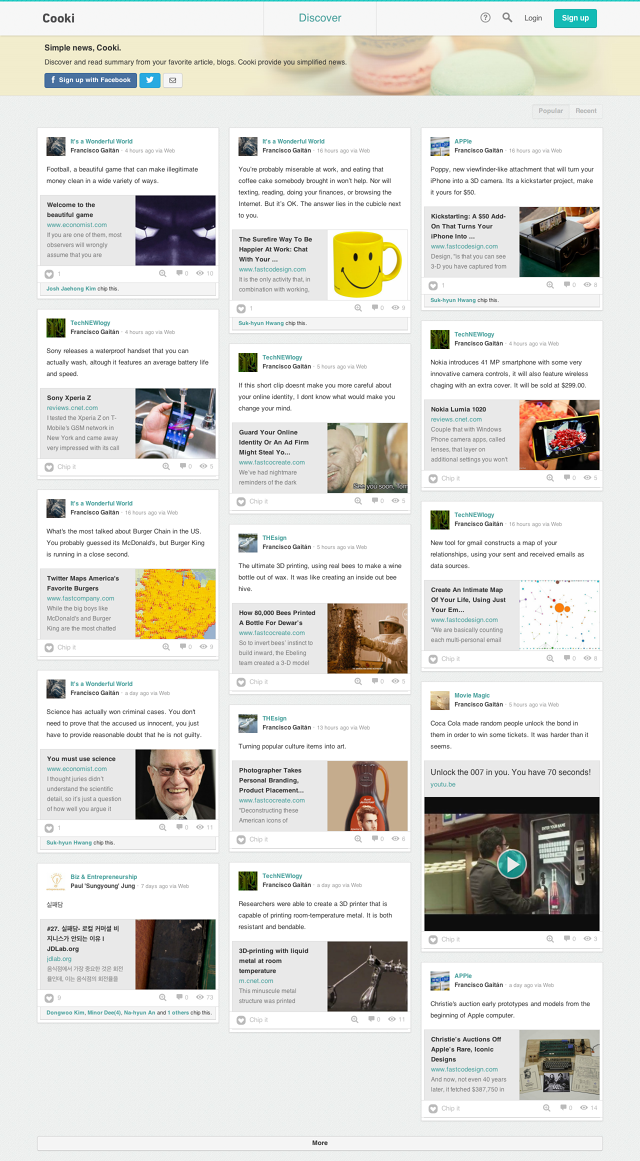 Cooki
Discover
Login
Sign up
Simple news, Cooki.
Discover and read summary from your favorite article, blogs. Cooki provide you simplified news.
Sign up with Facebook
Popular
Recent
It's a Wonderful World
Francisco Gaitán · 4 hours ago via Web
Football, a beautiful game that can make illegitimate
money clean in a wide variety of ways.
Welcome to the
beautiful game
www.economist.com
If you are one of them, most
observers will wrongly
assume that you are
1
0
10
Josh Jaehong Kim chip this.
TechNEWlogy
Francisco Gaitán · 4 hours ago via Web
Sony releases a waterproof handset that you can
actually wash, altough it features an average battery life
and speed.
Sony Xperia Z
reviews.cnet.com
I tested the Xperia Z on T-
Mobile's GSM network in
New York and came away
very impressed with its call
Chip it
0
It's a Wonderful World
Francisco Gaitán · 16 hours ago via Web
What's the most talked about Burger Chain in the US.
You probably guessed its McDonald's, but Burger King
is running in a close second.
Twitter Maps America's
Favorite Burgers
www.fastcompany.com
While the big boys like
McDonald's and Burger
King are the most chatted
Chip it
0
It's a Wonderful World
Francisco Gaitán · a day ago via Web
Science has actually won criminal cases. You don't
need to prove that the accused us innocent, you just
have to provide reasonable doubt that he is not guilty.
You must use science
www.economist.com
I thought juries didn't
understand the scientific
detail, so it's just a question
of how well you argue it
1
0
11
Suk-hyun Hwang chip this.
Biz & Entrepreneurship
Paul 'Sungyoung' Jung · 7 days ago via Web
실패담
#27. 실패담- 로컬 커머셜 비
지니스가 안되는 이유 l
JDLab.org
jdlab.org
음식점에서 가장 중요한 것은 회전
율인데, 이는 음식점의 회전율을
9
0
73
Dongwoo Kim, Minor Dee(4), Na-hyun An and 1 others chip this.
It's a Wonderful World
Francisco Gaitán · 16 hours ago via Web
You're probably miserable at work, and eating that
coffee cake somebody brought in won't help. Nor will
texting, reading, doing your finances, or browsing the
Internet. But it's OK. The answer lies in the cubicle next
to you.
The Surefire Way To Be
Happier At Work: Chat
With Your ...
www.fastcodesign.com
It is the only activity that, in
combination with working,
1
0
Suk-hyun Hwang chip this.
TechNEWlogy
Francisco Gaitán · 5 hours ago via Web
If this short clip doesnt make you more careful about
your online identity, I dont know what would make you
change your mind.
Guard Your Online
Identity Or An Ad Firm
Might Steal Yo...
www.fastcocreate.com
We've had nightmare
reminders of the dark
See you soon, Tom
Chip it
0
THEsign
Francisco Gaitán · 5 hours ago via Web
The ultimate 3D printing, using real bees to make a wine
bottle out of wax. It was like creating an inside out bee
hive.
How 80,000 Bees Printed
A Bottle For Dewar's
www.fastcocreate.com
So to invert bees' instinct to
build inward, the Ebeling
team created a 3-D model
Chip it
0
THEsign
Francisco Gaitán · 13 hours ago via Web
Turning popular culture items into art.
Photographer Takes
Personal Branding,
Product Placement...
www.fastcocreate.com
"Deconstructing these
American icons of
Chip it
0
TechNEWlogy
Francisco Gaitán · a day ago via Web
Researchers were able to create a 3D printer that is
capable of printing room-temperature metal. It is both
resistant and bendable.
3D-printing with liquid
metal at room
temperature
m.cnet.com
This minuscule metal
structure was printed
Chip it
0
11
APPle
Francisco Gaitán · 16 hours ago via Web
Poppy, new viewfinder-like attachment that will turn your
iPhone into a 3D camera. Its a kickstarter project, make
it yours for $50.
Kickstarting: A $50 Add-
On That Turns Your
iPhone Into ...
www.fastcodesign.com
Design, "is that you can see
3-D you have captured from
1
0
Suk-hyun Hwang chip this.
TechNEWlogy
Francisco Gaitán · 4 hours ago via Web
Nokia introduces 41 MP smartphone with some very
innovative camera controls, it will also feature wireless
chaging with an extra cover. It will be sold at $299.00.
Nokia Lumia 1020
reviews.cnet.com
Couple that with Windows
Phone camera apps, called
lenses, that layer on
additional settings you won't
Chip it
0
TechNEWlogy
Francisco Gaitán · 16 hours ago via Web
New tool for gmail constructs a map of your
relationships, using your sent and received emails as
data sources.
Create An Intimate Map
Of Your Life, Using Just
Your Em...
www.fastcodesign.com
"We are basically counting
each multi-personal email
Chip it
0
Movie Magic
Francisco Gaitán · 5 hours ago via Web
Coca Cola made random people unlock the bond in
them in order to win some tickets. It was harder than it
seems.
Unlock the 007 in you. You have 70 seconds!
youtu.be
Chip it
0
3
APPle
Francisco Gaitán · a day ago via Web
Christie's auction early prototypes and models from the
beginning of Apple computer.
Christie's Auctions Off
Apple's Rare, Iconic
Designs
www.fastcodesign.com
And now, not even 40 years
later, it fetched $387,750 in
Chip it
0
14
More